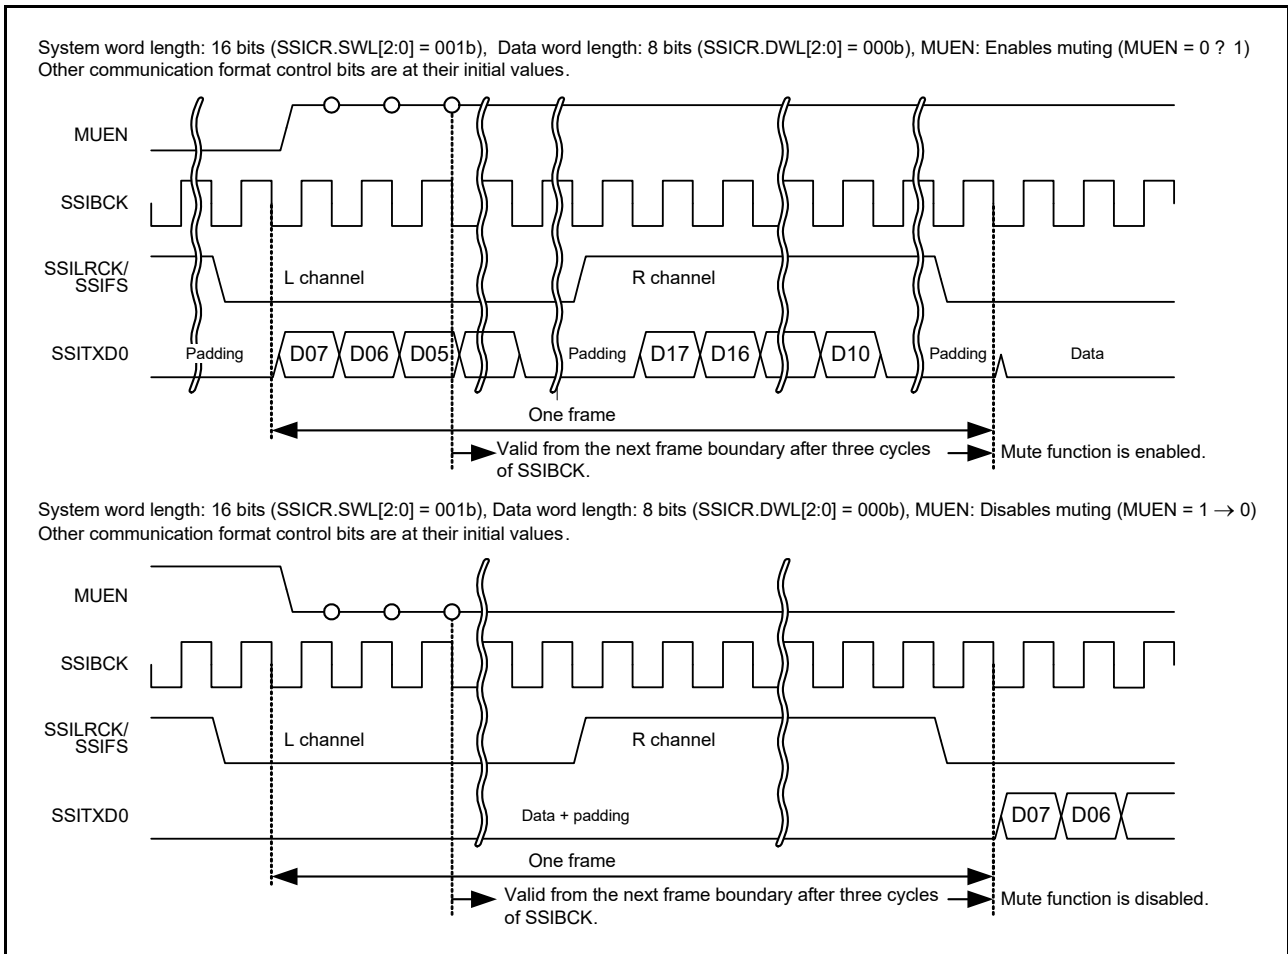 System word length: 16 bits (SSICR.SWL[2:0] = 001b), Data word length: 8 bits (SSICR.DWL[2:0] = 000b), MUEN: Enables muting (MUEN = 0 ? 1)
Other communication format control bits are at their initial values.
MUEN
SSIBCK
SSILRCK/
SSIFS
L channel
R channel
SSITXD0
Padding
D07
D06
D05
Padding
D17
D16
D10
Padding
Data
One frame
Valid from the next frame boundary after three cycles
of SSIBCK.
Mute function is enabled.
System word length: 16 bits (SSICR.SWL[2:0] = 001b), Data word length: 8 bits (SSICR.DWL[2:0] = 000b), MUEN: Disables muting (MUEN = 1 → 0)
Other communication format control bits are at their initial values.
MUEN
SSIBCK
SSILRCK/
SSIFS
L channel
R channel
SSITXD0
Data + padding
D07
D06
One frame
Valid from the next frame boundary after three cycles
of SSIBCK.
Mute function is disabled.